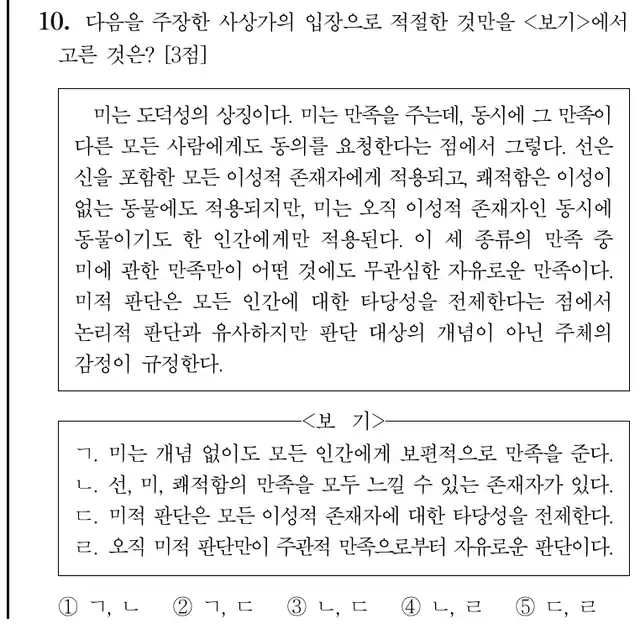 10. 다음을 주장한 사상가의 입장으로 적절한 것만을 <보기>에서
고른 것은? [3점]
미는 도덕성의 상징이다. 미는 만족을 주는데, 동시에 그 만족이
다른 모든 사람에게도 동의를 요청한다는 점에서 그렇다. 선은
신을 포함한 모든 이성적 존재자에게 적용되고, 쾌적함은 이성이
없는 동물에도 적용되지만, 미는 오직 이성적 존재자인 동시에
동물이기도 한 인간에게만 적용된다. 이 세 종류의 만족 중
미에 관한 만족만이 어떤 것에도 무관심한 자유로운 만족이다.
미적 판단은 모든 인간에 대한 타당성을 전제한다는 점에서
논리적 판단과 유사하지만 판단 대상의 개념이 아닌 주체의
감정이 규정한다.
<보 기>
ㄱ. 미는 개념 없이도 모든 인간에게 보편적으로 만족을 준다.
ㄴ. 선, 미, 쾌적함의 만족을 모두 느낄 수 있는 존재자가 있다.
ㄷ. 미적 판단은 모든 이성적 존재자에 대한 타당성을 전제한다.
ㄹ. 오직 미적 판단만이 주관적 만족으로부터 자유로운 판단이다.
① ㄱ, ㄴ ② ㄱ, ㄷ ③ ㄴ, ㄷ ④ ㄴ, ㄹ ⑤ ㄷ, ㄹ